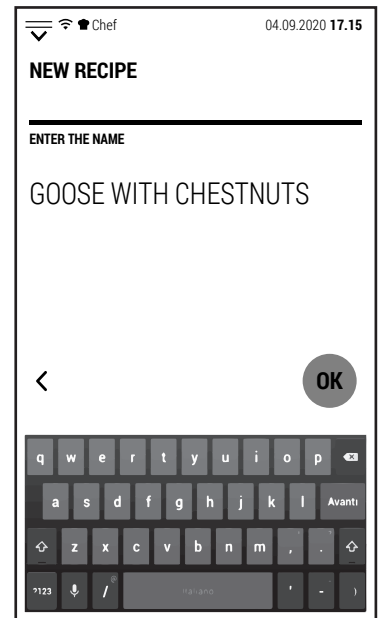 Chef 04.09.2020 17.15
NEW RECIPE
ENTER THE NAME
GOOSE WITH CHESTNUTS
OK
q w e r t y u i o p
a s d f g h j k l Avanti
z x c v b n m , .
?123 / italiano ' - )